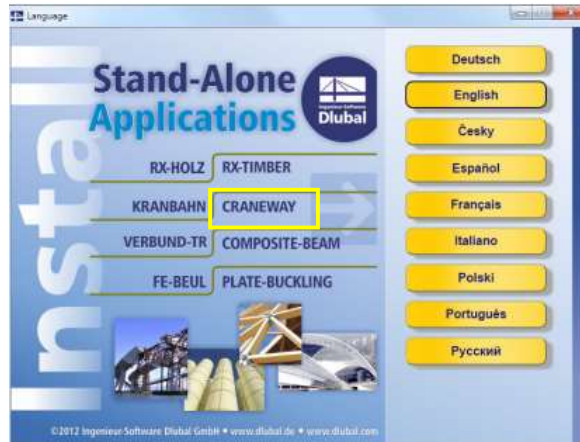 Language
Install
Stand-Alone
Applications
Ingenieur-Software
Dlubal
RX-HOLZ RX-TIMBER
KRANBAHN CRANEWAY
VERBUND-TR COMPOSITE-BEAM
FE-BEUL PLATE-BUCKLING
©2012 Ingenieur-Software Dlubal GmbH • www.dlubal.de • www.dlubal.com
Deutsch
English
Česky
Español
Français
Italiano
Polski
Português
Русский